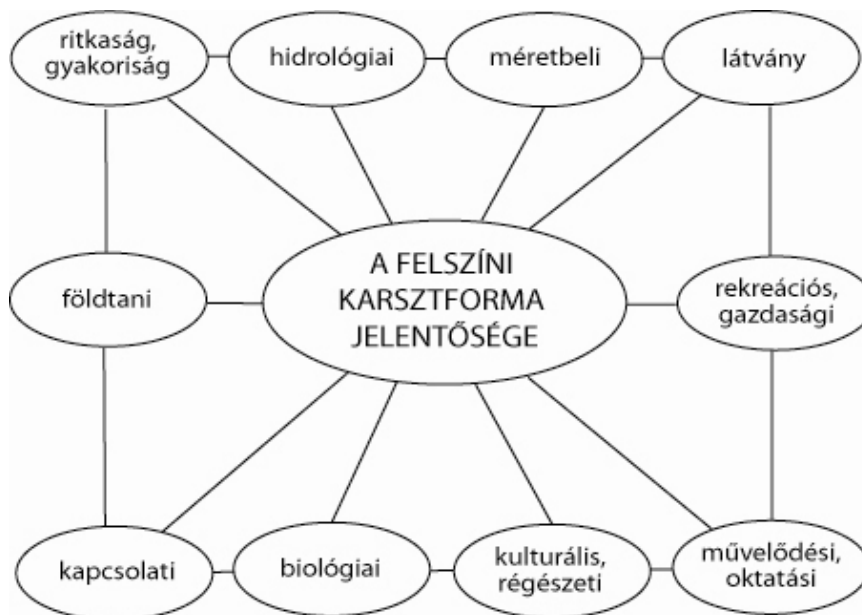 ritkaság,
gyakoriság
hidrológiai
méretbeli
látvány
földtani
A FELSZÍNI
KARSZTFORMA
JELENTŐSÉGE
rekreációs,
gazdasági
kapcsolati
biológiai
kulturális,
régészeti
művelődési,
oktatási